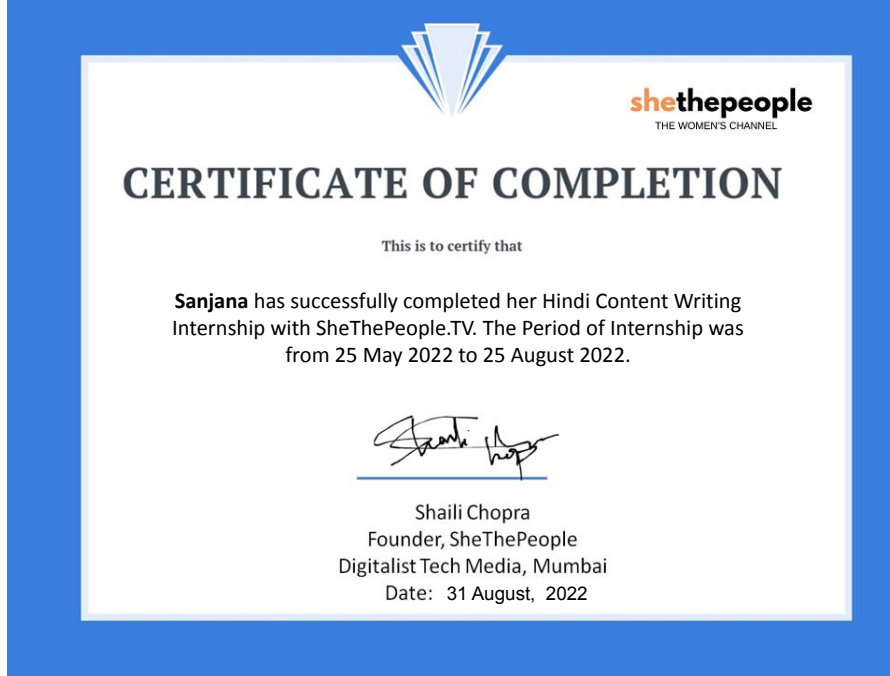 shethepeople
THE WOMEN'S CHANNEL
CERTIFICATE OF COMPLETION
This is to certify that
Sanjana has successfully completed her Hindi Content Writing
Internship with SheThePeople.TV. The Period of Internship was
from 25 May 2022 to 25 August 2022.
Shaili Chopra
Shaili Chopra
Founder, SheThePeople
Digitalist Tech Media, Mumbai
Date: 31 August, 2022